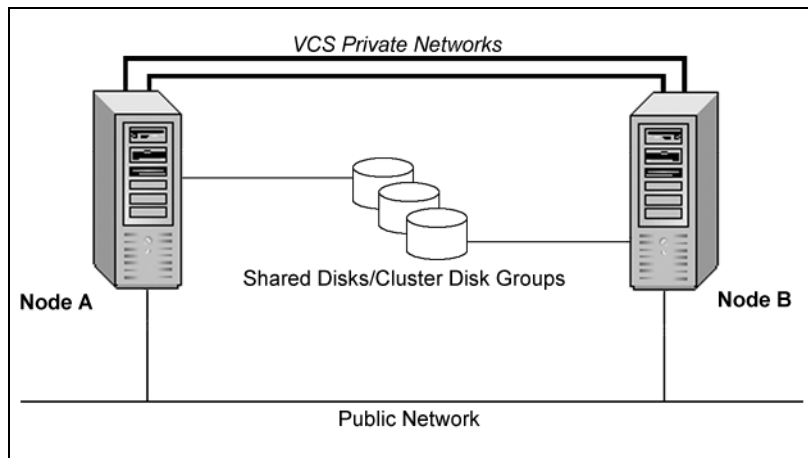 VCS Private Networks
Shared Disks/Cluster Disk Groups
Node A
Node B
Public Network